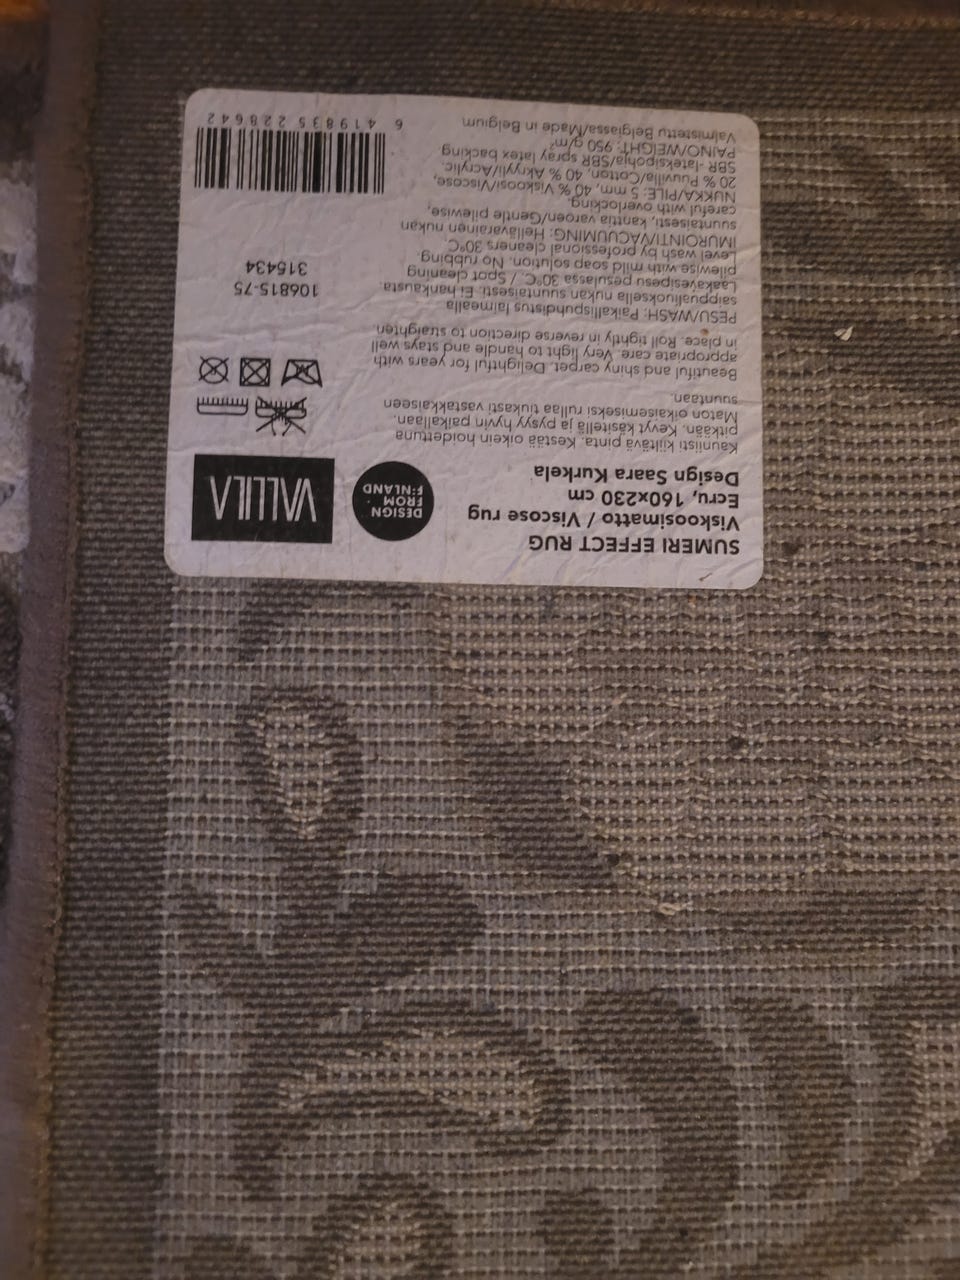 SUMERI EFFECT RUG
Viskoosimatto / Viscose rug
Ecru, 160x230 cm
Design Saara Kurkela
DESIGN
FROM
FINLAND
VALLILA
Kauniisti kiiltävä pinta. Kestää oikein hoidettuna
pitkään. Kevyt käsitellä ja pysyy hyvin paikallaan.
Maton oikaisemiseksi rullaa tiukasti vastakkaiseen
suuntaan.
Beautiful and shiny carpet. Delightful for years with
appropriate care. Very light to handle and stays well
in place. Roll tightly in reverse direction to straighten.
PESU/WASH: Paikallispuhdistus laimealla
saippualiuoksella nukan suuntaisesti. Ei hankausta.
Laakavesipesu pesulassa 30°C. / Spot cleaning
pilewise with mild soap solution. No rubbing.
Level wash by professional cleaners 30°C.
IMUROINTI/VACUUMING: Hellävarainen nukan
suuntaisesti, kanttia varoen/Gentle pilewise,
careful with overlocking.
NUKKA/PILE: 5 mm, 40 % Viskoosi/Viscose,
20 % Puuvilla/Cotton, 40 % Akryyli/Acrylic.
SBR -lateksipohja/SBR spray latex backing
PAINO/WEIGHT: 950 g/m²
Valmistettu Belgiassa/Made in Belgium
106815-75
315434
6 419835 228642